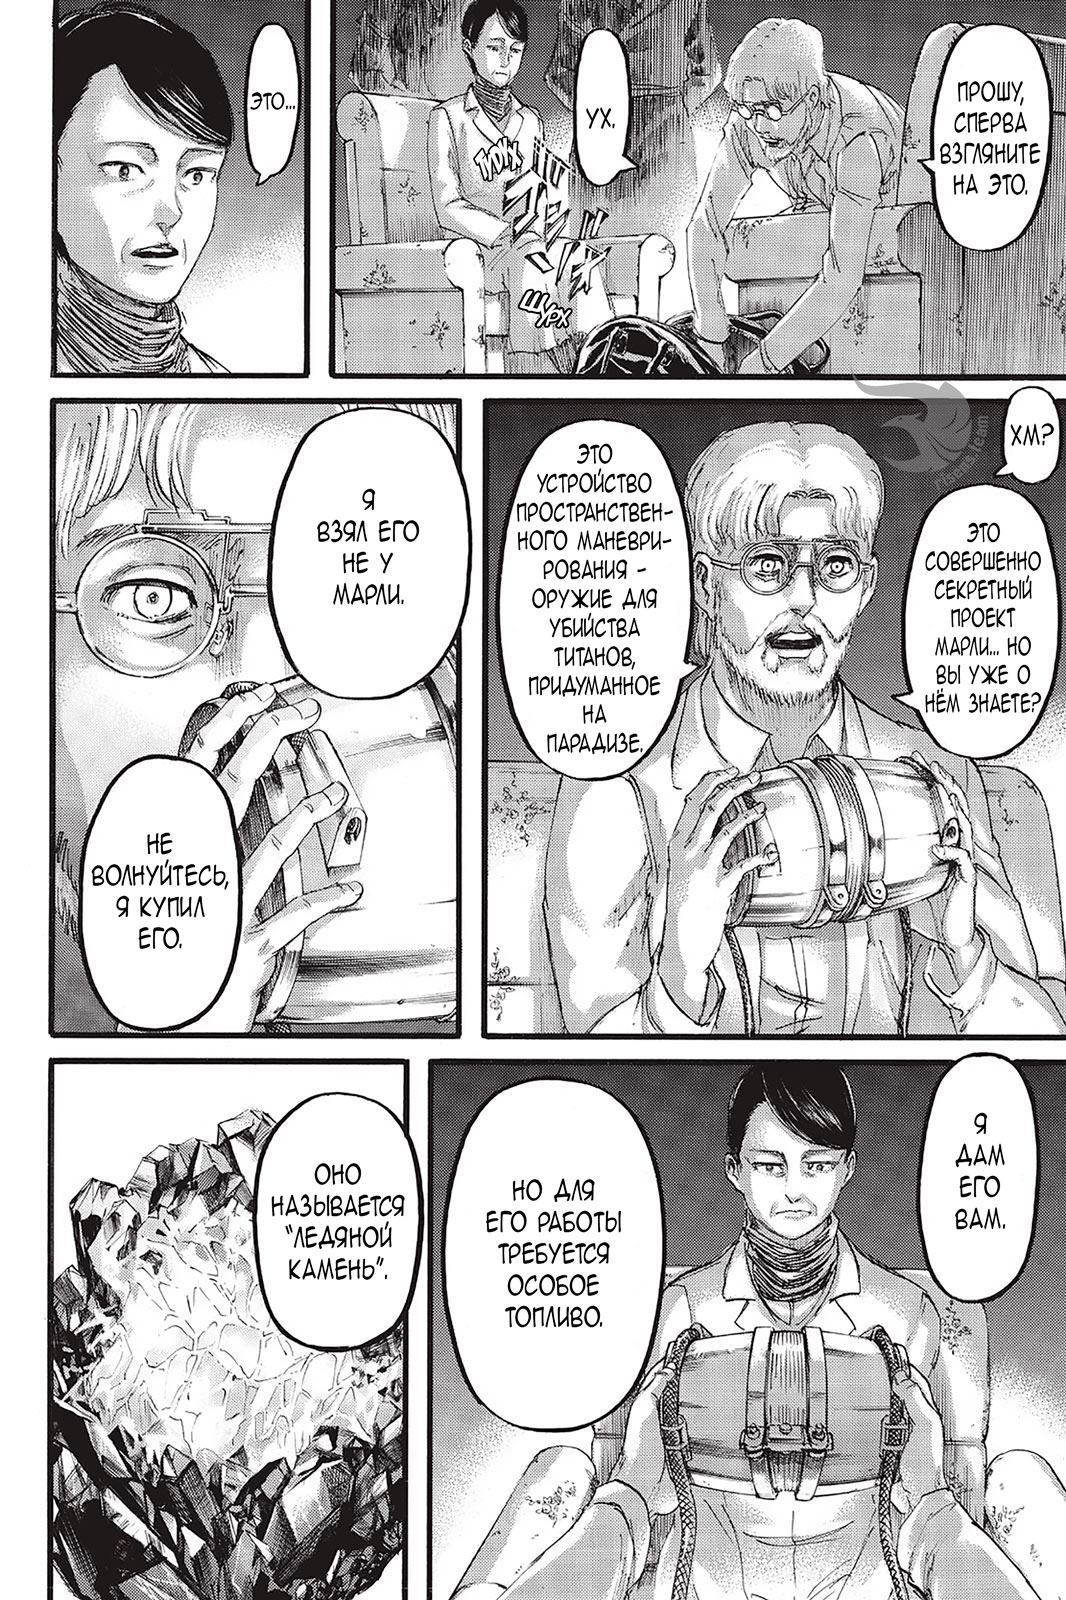 ПРОШУ,
СПЕРВА
ВЗГЛЯНИТЕ
НА ЭТО.
УХ.
ТУДУХ
ШУРХ
ЭТО...
ХМ?
ЭТО
СОВЕРШЕННО
СЕКРЕТНЫЙ
ПРОЕКТ
МАРЛИ... НО
ВЫ УЖЕ О
НЁМ ЗНАЕТЕ?
ЭТО
УСТРОЙСТВО
ПРОСТРАНСТВЕН-
НОГО МАНЕВРИ-
РОВАНИЯ -
ОРУЖИЕ ДЛЯ
УБИЙСТВА
ТИТАНОВ,
ПРИДУМАННОЕ
НА
ПАРАДИЗЕ.
Я
ВЗЯЛ ЕГО
НЕ У
МАРЛИ.
НЕ
ВОЛНУЙТЕСЬ,
Я КУПИЛ
ЕГО.
Я
ДАМ
ЕГО
ВАМ.
НО ДЛЯ
ЕГО РАБОТЫ
ТРЕБУЕТСЯ
ОСОБОЕ
ТОПЛИВО.
ОНО
НАЗЫВАЕТСЯ
"ЛЕДЯНОЙ
КАМЕНЬ".